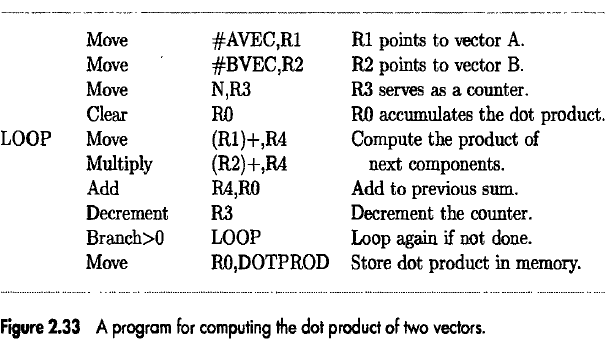 Move #AVEC,R1 R1 points to vector A.
Move #BVEC,R2 R2 points to vector B.
Move N,R3 R3 serves as a counter.
Clear R0 R0 accumulates the dot product.
LOOP Move (R1)+,R4 Compute the product of
Multiply (R2)+,R4 next components.
Add R4,R0 Add to previous sum.
Decrement R3 Decrement the counter.
Branch>0 LOOP Loop again if not done.
Move R0,DOTPROD Store dot product in memory.
Figure 2.33 A program for computing the dot product of two vectors.